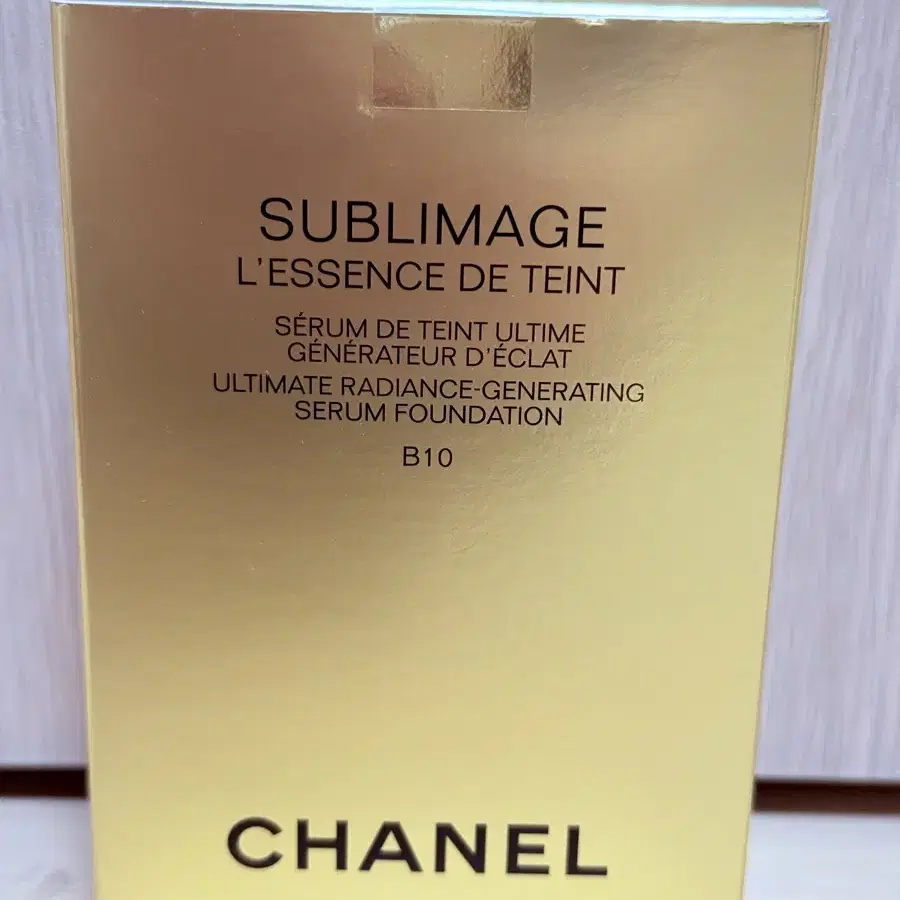 SUBLIMAGE
L'ESSENCE DE TEINT
SÉRUM DE TEINT ULTIME
GÉNÉRATEUR D'ÉCLAT
ULTIMATE RADIANCE-GENERATING
SERUM FOUNDATION
B10
CHANEL